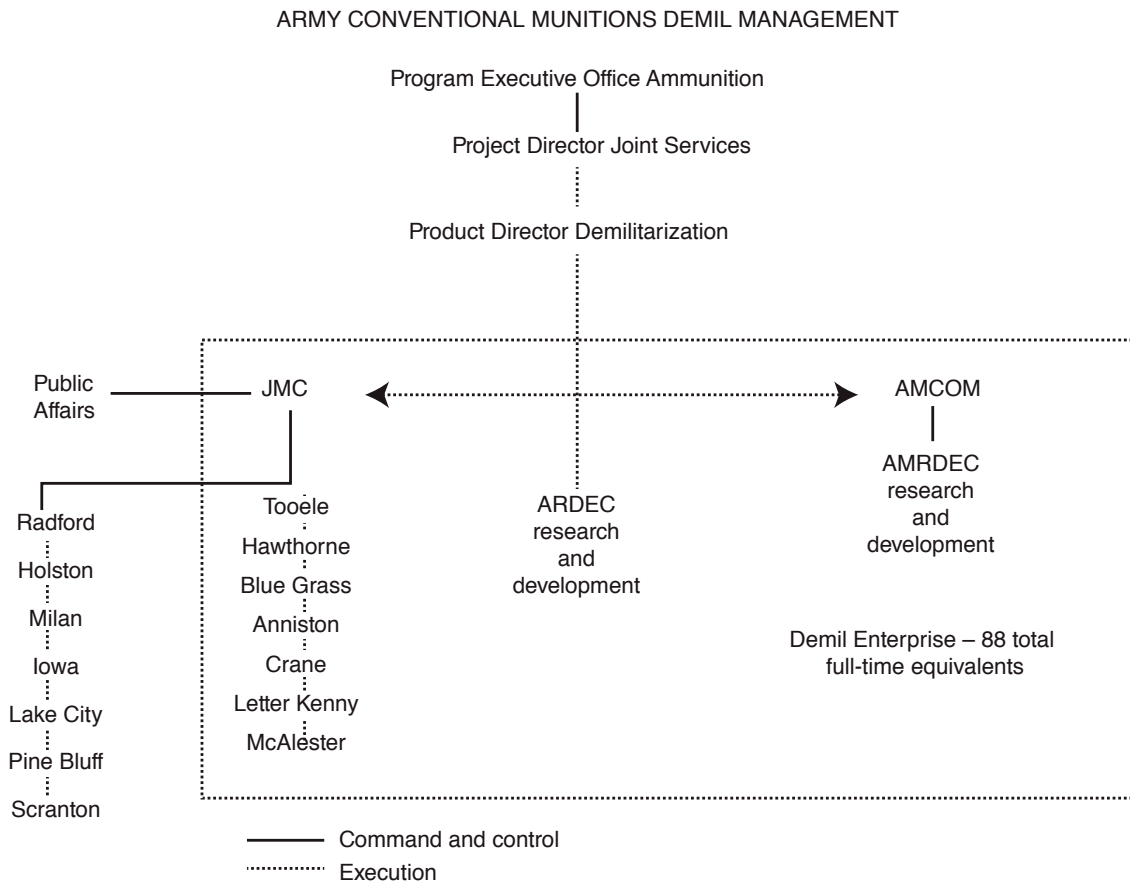 ARMY CONVENTIONAL MUNITIONS DEMIL MANAGEMENT
Program Executive Office Ammunition
Project Director Joint Services
Product Director Demilitarization
Public
Affairs
JMC
AMCOM
Radford
Holston
Milan
Iowa
Lake City
Pine Bluff
Scranton
Tooele
Hawthorne
Blue Grass
Anniston
Crane
Letter Kenny
McAlester
ARDEC
research
and
development
AMRDEC
research
and
development
Demil Enterprise – 88 total
full-time equivalents
Command and control
Execution